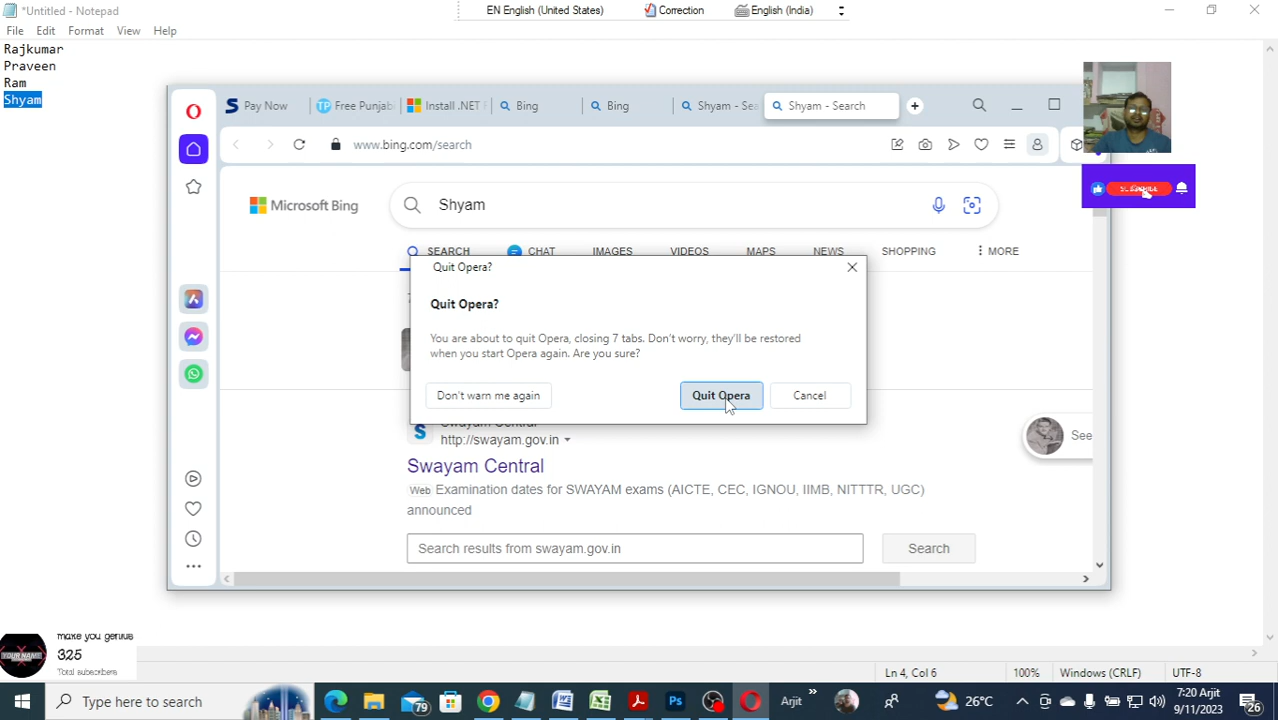 *Untitled - Notepad
EN English (United States)
Correction
English (India)
File Edit Format View Help
Rajkumar
Praveen
Ram
Shyam
Pay Now
Free Punjab
Install .NET
Bing
Bing
Shyam - Sea
Shyam - Search
www.bing.com/search
Microsoft Bing
Shyam
SEARCH CHAT IMAGES VIDEOS MAPS NEWS SHOPPING MORE
Quit Opera?
Quit Opera?
You are about to quit Opera, closing 7 tabs. Don't worry, they'll be restored
when you start Opera again. Are you sure?
Don't warn me again
Quit Opera
Cancel
http://swayam.gov.in
See
Swayam Central
Web Examination dates for SWAYAM exams (AICTE, CEC, IGNOU, IIMB, NITTTR, UGC)
announced
Search results from swayam.gov.in
Search
make you genius
325
Total subscribers
Ln 4, Col 6
100%
Windows (CRLF)
UTF-8
Type here to search
79
Arjit
26°C
7:20 Arjit
9/11/2023
26